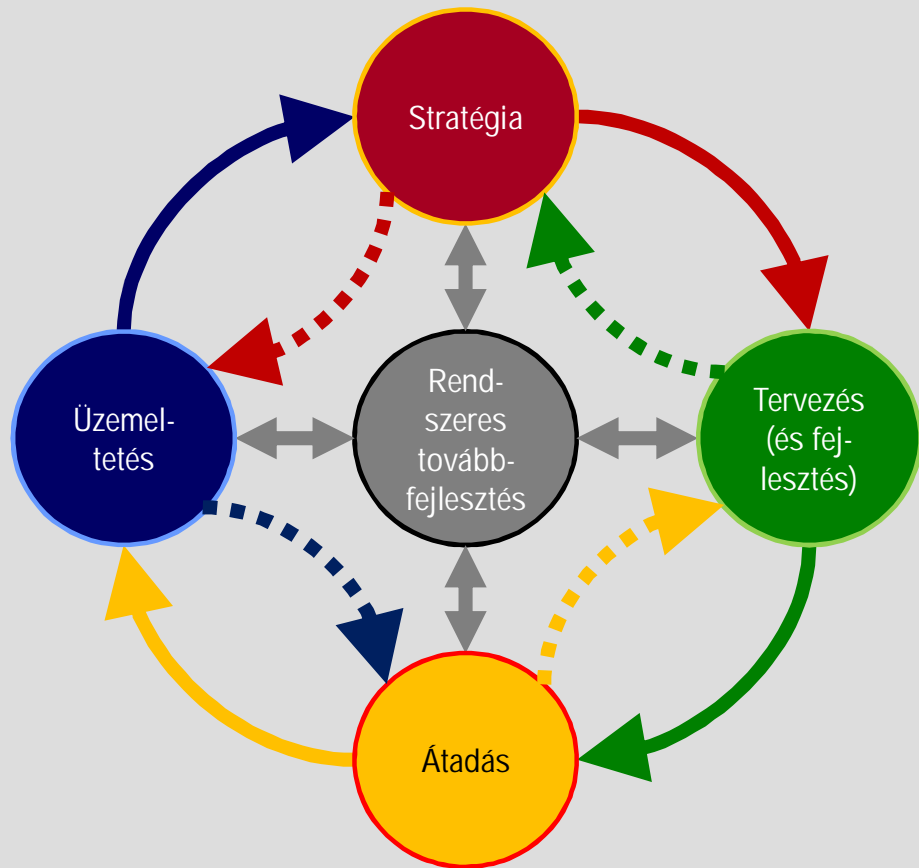 Stratégia
Üzemel-
tetés
Rend-
szeres
tovább-
fejlesztés
Tervezés
(és fej-
lesztés)
Átadás